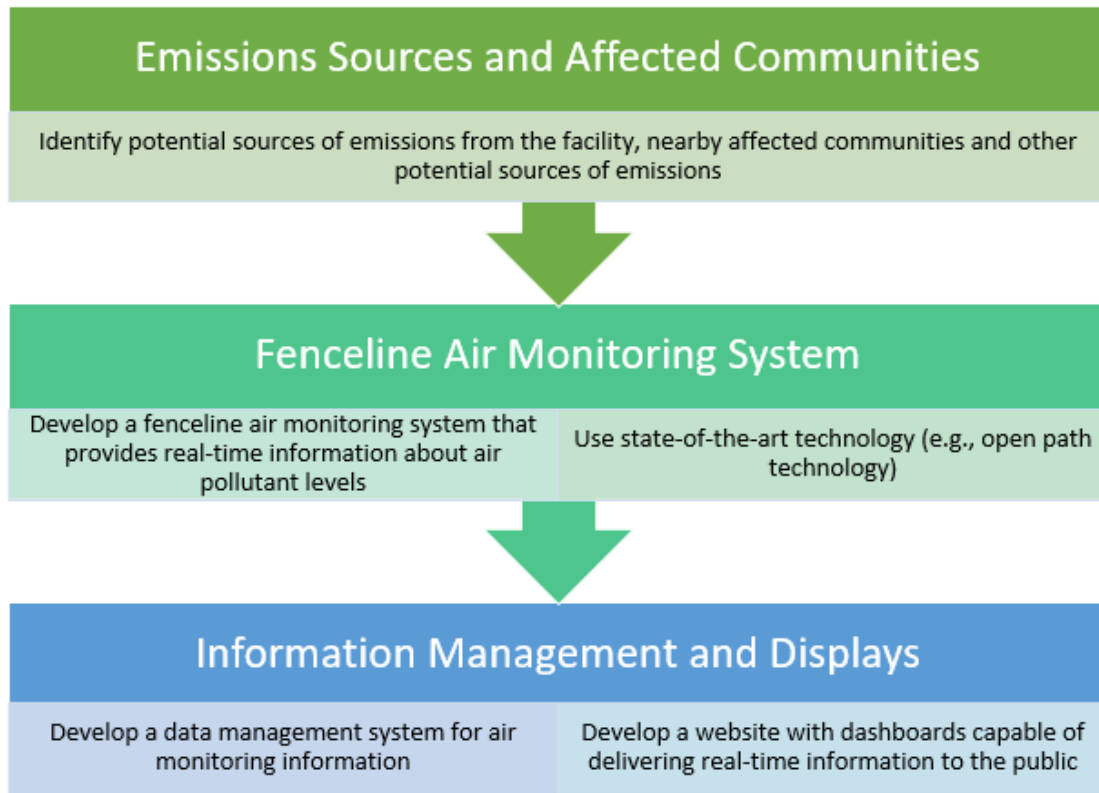 Emissions Sources and Affected Communities
Identify potential sources of emissions from the facility, nearby affected communities and other
potential sources of emissions
Fenceline Air Monitoring System
Develop a fenceline air monitoring system that
provides real-time information about air
pollutant levels
Use state-of-the-art technology (e.g., open path
technology)
Information Management and Displays
Develop a data management system for air
monitoring information
Develop a website with dashboards capable of
delivering real-time information to the public